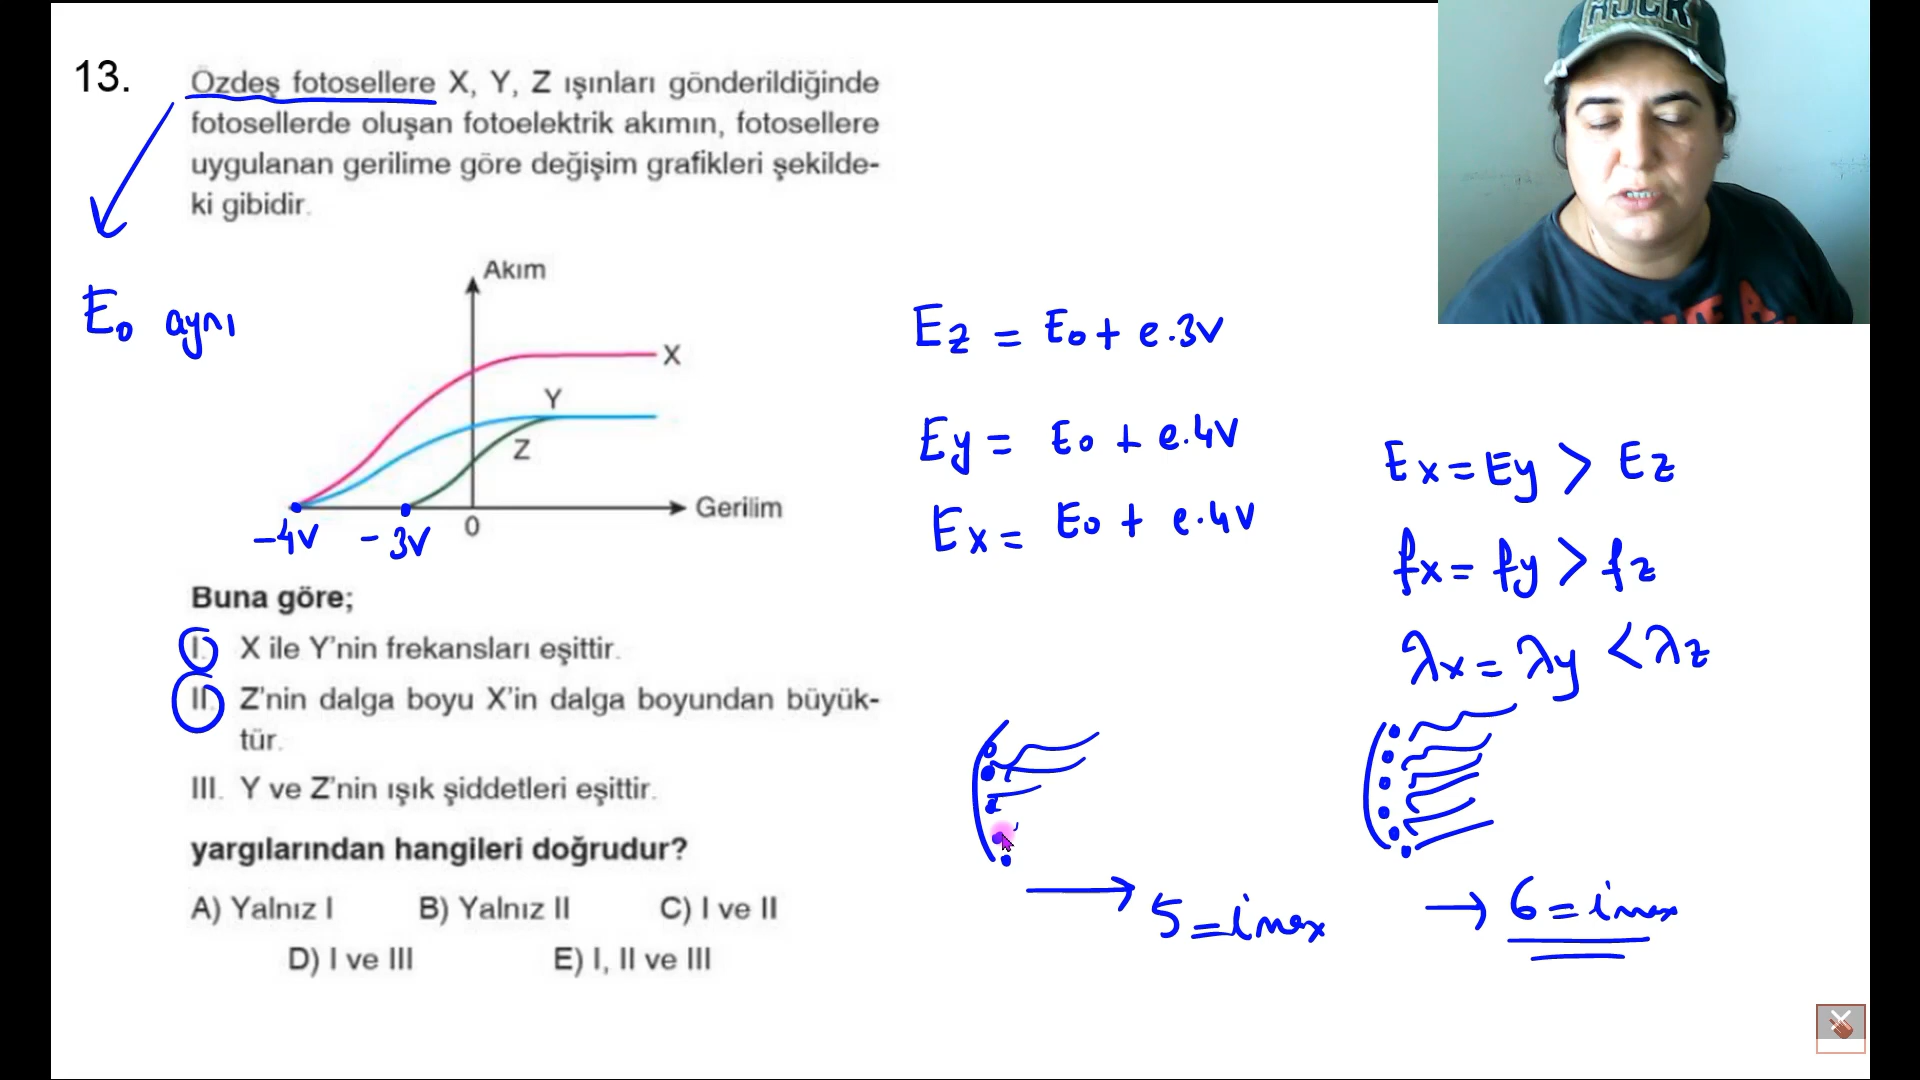 13.
Özdeş fotosellere X, Y, Z ışınları gönderildiğinde
fotosellerde oluşan fotoelektrik akımın, fotosellere
uygulanan gerilime göre değişim grafikleri şekilde-
ki gibidir.
E₀ aynı
Akım
X
Y
Z
Gerilim
0
-4V
-3V
Buna göre;
I. X ile Y'nin frekansları eşittir.
II. Z'nin dalga boyu X'in dalga boyundan büyük-
tür.
III. Y ve Z'nin ışık şiddetleri eşittir.
yargılarından hangileri doğrudur?
A) Yalnız I B) Yalnız II C) I ve II
D) I ve III E) I, II ve III
Ez = E₀ + e.3V
Ey = E₀ + e.4V
Ex = E₀ + e.4V
Ex = Ey > Ez
fx = fy > fz
λx = λy < λz
5 = imax
6 = imax